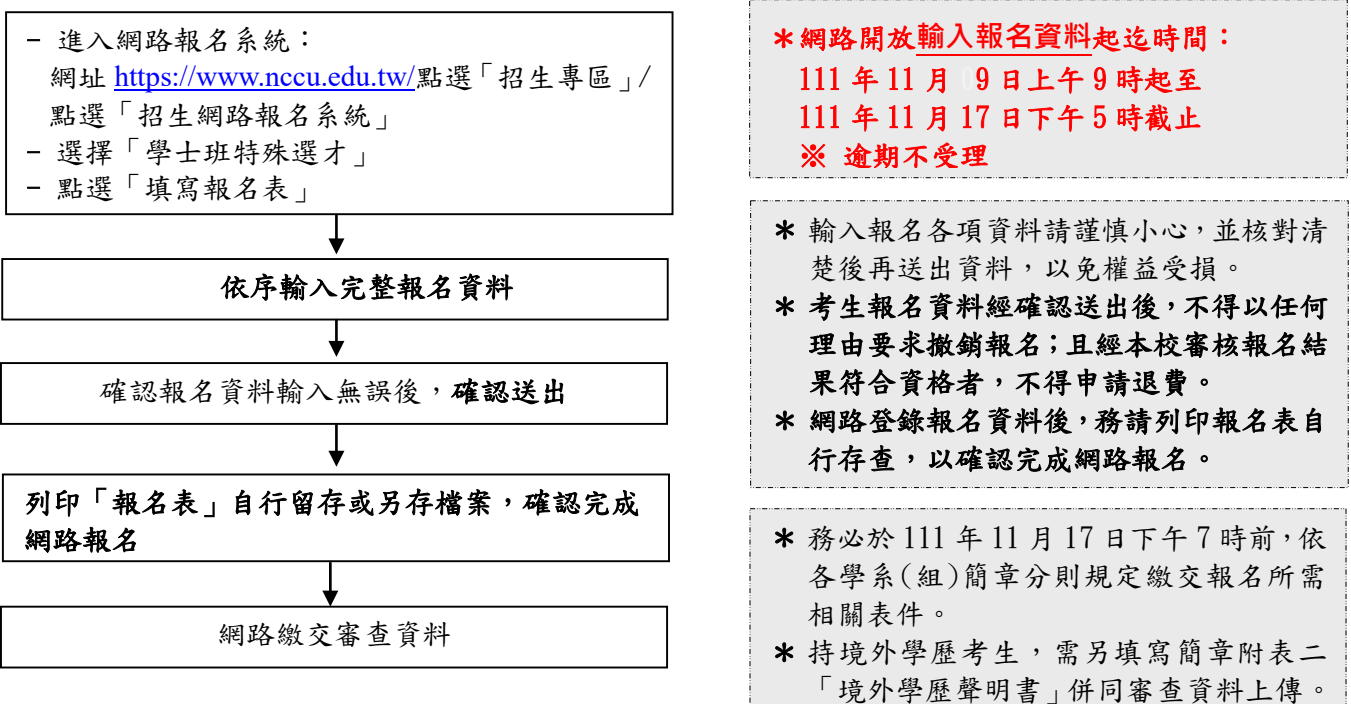 - 進入網路報名系統：
網址 https://www.nccu.edu.tw/點選「招生專區」/
點選「招生網路報名系統」
- 選擇「學士班特殊選才」
- 點選「填寫報名表」
依序輸入完整報名資料
確認報名資料輸入無誤後，確認送出
列印「報名表」自行留存或另存檔案，確認完成
網路報名
網路繳交審查資料
＊網路開放輸入報名資料起迄時間：
111 年 11 月 09 日上午 9 時起至
111 年 11 月 17 日下午 5 時截止
※ 逾期不受理
＊ 輸入報名各項資料請謹慎小心，並核對清
楚後再送出資料，以免權益受損。
＊ 考生報名資料經確認送出後，不得以任何
理由要求撤銷報名；且經本校審核報名結
果符合資格者，不得申請退費。
＊ 網路登錄報名資料後，務請列印報名表自
行存查，以確認完成網路報名。
＊ 務必於 111 年 11 月 17 日下午 7 時前，依
各學系(組)簡章分則規定繳交報名所需
相關表件。
＊ 持境外學歷考生，需另填寫簡章附表二
「境外學歷聲明書」併同審查資料上傳。